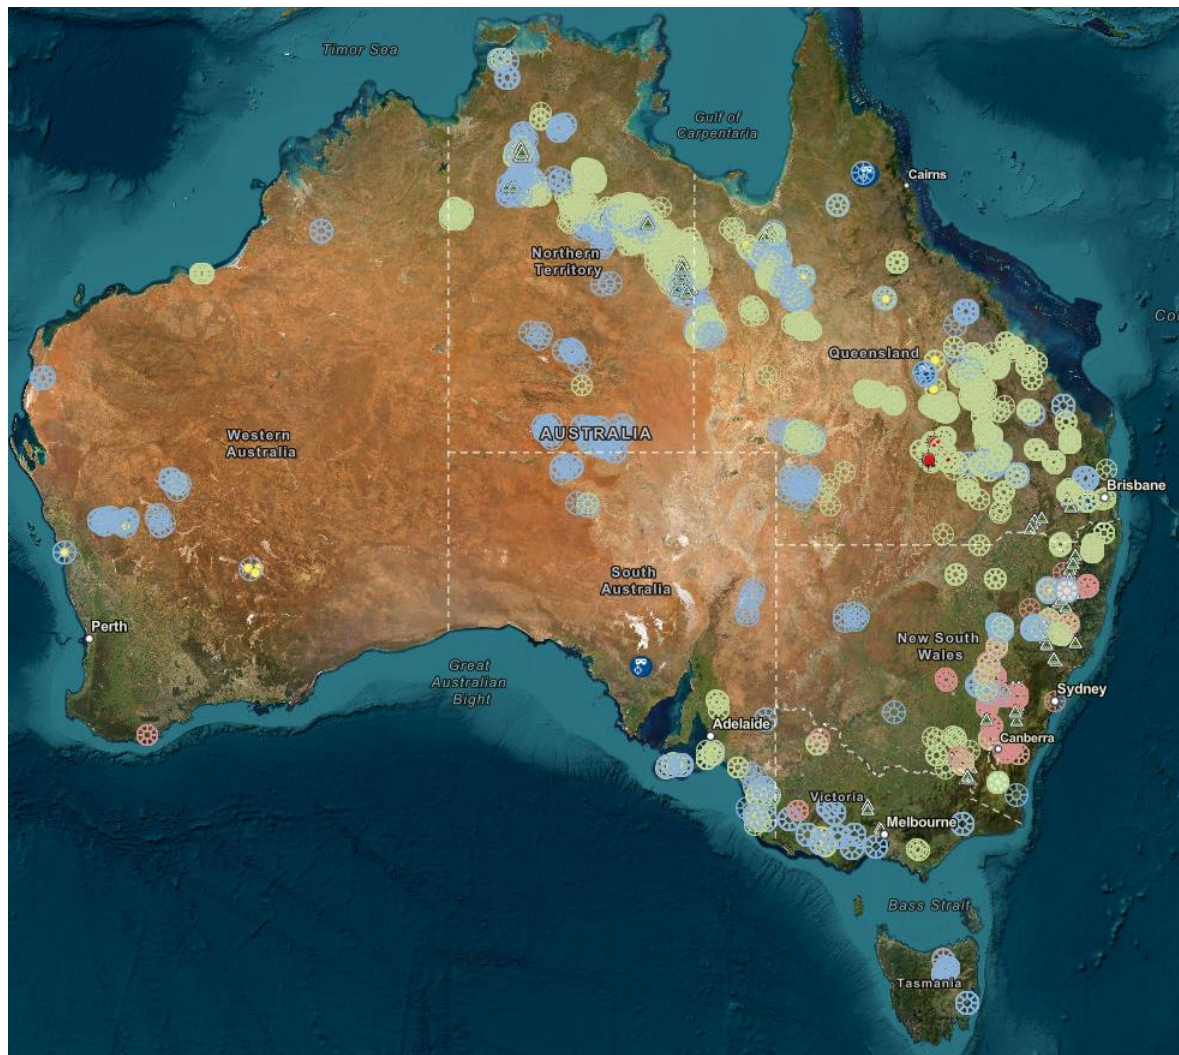 Timor Sea
Gulf of
Carpentaria
Cairns
Northern
Territory
Co
Queensland
Western
Australia
AUSTRALIA
Brisbane
South
Australia
Perth
New South
Wales
Great
Australian
Bight
Sydney
Adelaide
Canberra
Victoria
Melbourne
Bass Strait
Tasmania